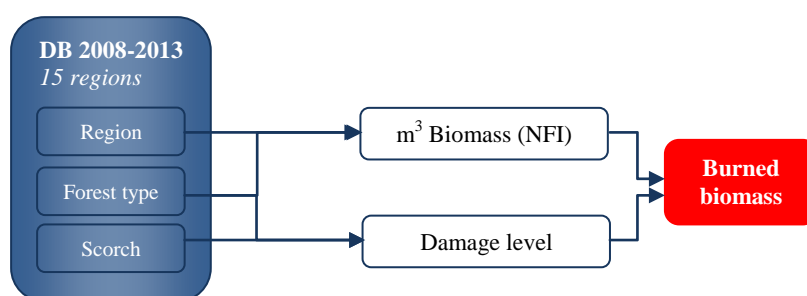 DB 2008-2013
15 regions
Region
Forest type
Scorch
m³ Biomass (NFI)
Damage level
Burned
biomass